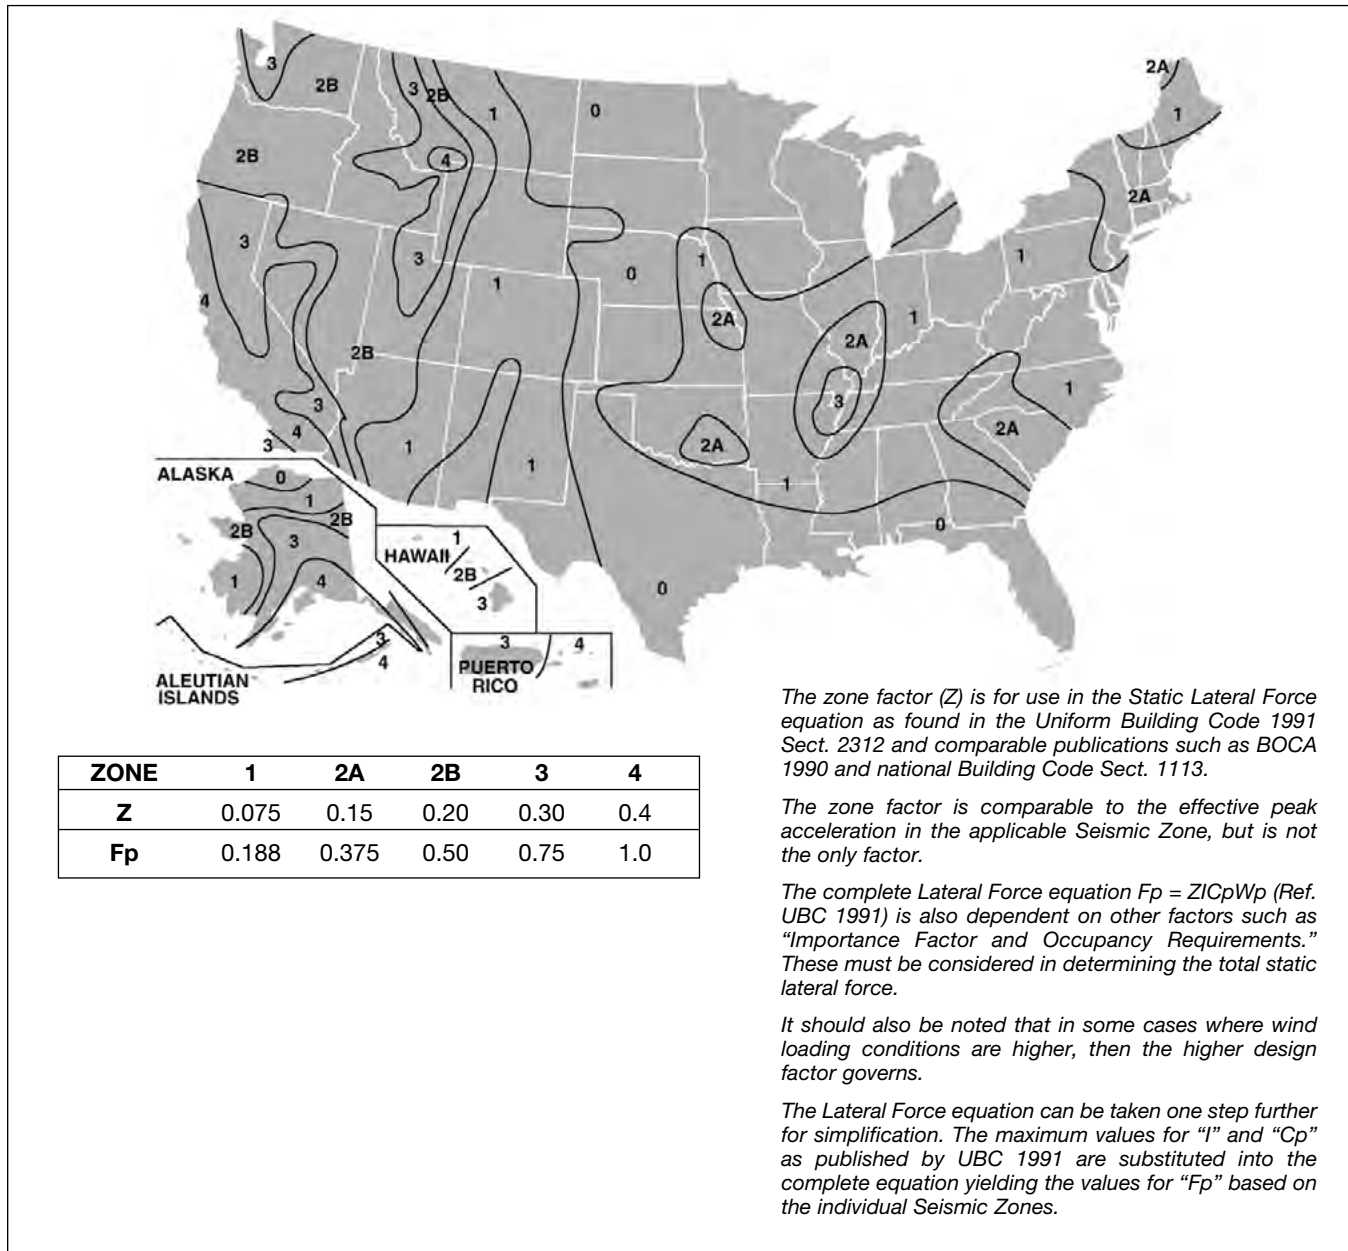 3
2B
3
2B
1
0
2A
1
2B
4
2A
3
3
1
0
1
1
4
2A
1
2A
2B
3
1
3
2A
4
3
1
1
2A
1
0
0
ALASKA
0
1
2B
2B
3
1
4
HAWAII
1
2B
3
3
4
ALEUTIAN
ISLANDS
3
4
PUERTO
RICO
ZONE 1 2A 2B 3 4
Z 0.075 0.15 0.20 0.30 0.4
Fp 0.188 0.375 0.50 0.75 1.0
The zone factor (Z) is for use in the Static Lateral Force
equation as found in the Uniform Building Code 1991
Sect. 2312 and comparable publications such as BOCA
1990 and national Building Code Sect. 1113.
The zone factor is comparable to the effective peak
acceleration in the applicable Seismic Zone, but is not
the only factor.
The complete Lateral Force equation Fp = ZICpWp (Ref.
UBC 1991) is also dependent on other factors such as
“Importance Factor and Occupancy Requirements.”
These must be considered in determining the total static
lateral force.
It should also be noted that in some cases where wind
loading conditions are higher, then the higher design
factor governs.
The Lateral Force equation can be taken one step further
for simplification. The maximum values for “I” and “Cp”
as published by UBC 1991 are substituted into the
complete equation yielding the values for “Fp” based on
the individual Seismic Zones.